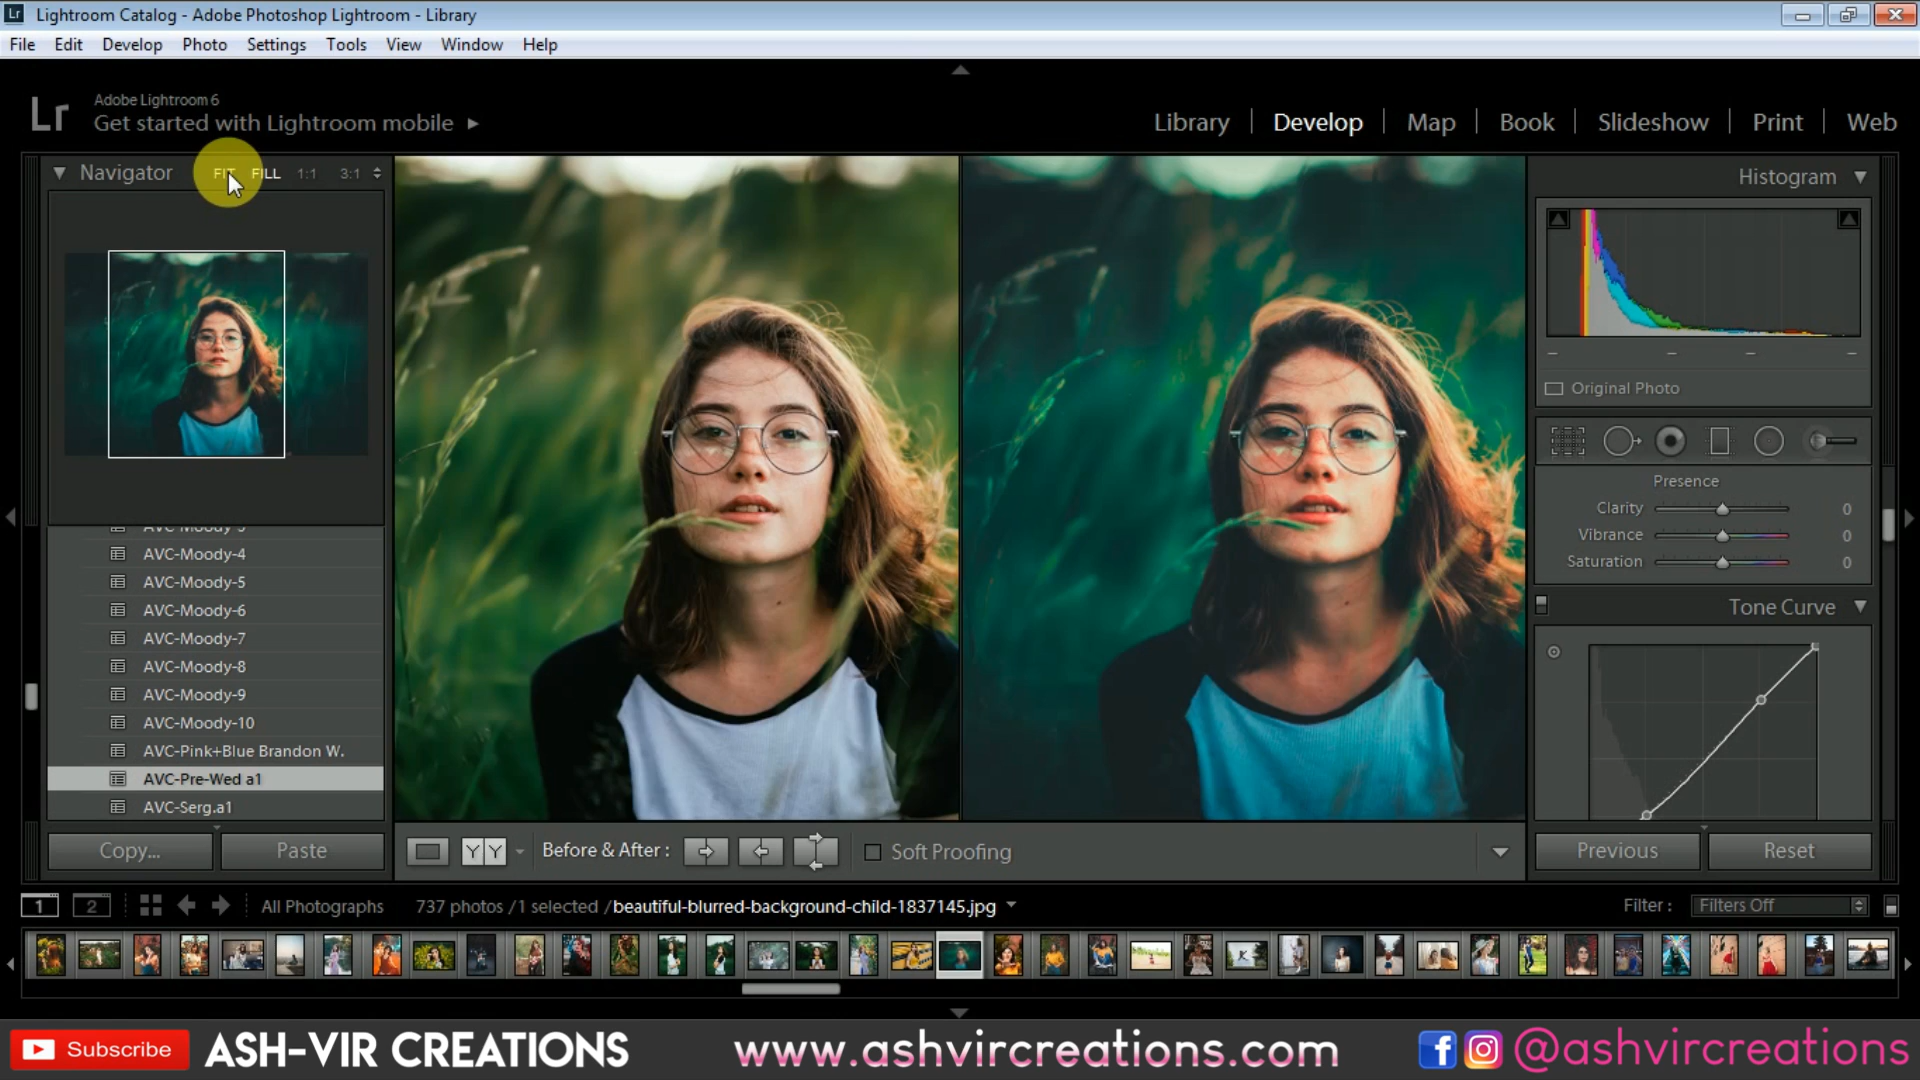 Lr Lightroom Catalog - Adobe Photoshop Lightroom - Library
File Edit Develop Photo Settings Tools View Window Help
Lr
Adobe Lightroom 6
Get started with Lightroom mobile
Library Develop Map Book Slideshow Print Web
Navigator FIT FILL 1:1 3:1
AVC-Moody-4
AVC-Moody-5
AVC-Moody-6
AVC-Moody-7
AVC-Moody-8
AVC-Moody-9
AVC-Moody-10
AVC-Pink+Blue Brandon W.
AVC-Pre-Wed a1
AVC-Serg.a1
Copy... Paste
YY Before & After : Soft Proofing
Histogram
Original Photo
Presence
Clarity 0
Vibrance 0
Saturation 0
Tone Curve
Previous Reset
1 2 All Photographs 737 photos /1 selected /beautiful-blurred-background-child-1837145.jpg Filter : Filters Off
Subscribe ASH-VIR CREATIONS www.ashvircreations.com @ashvircreations